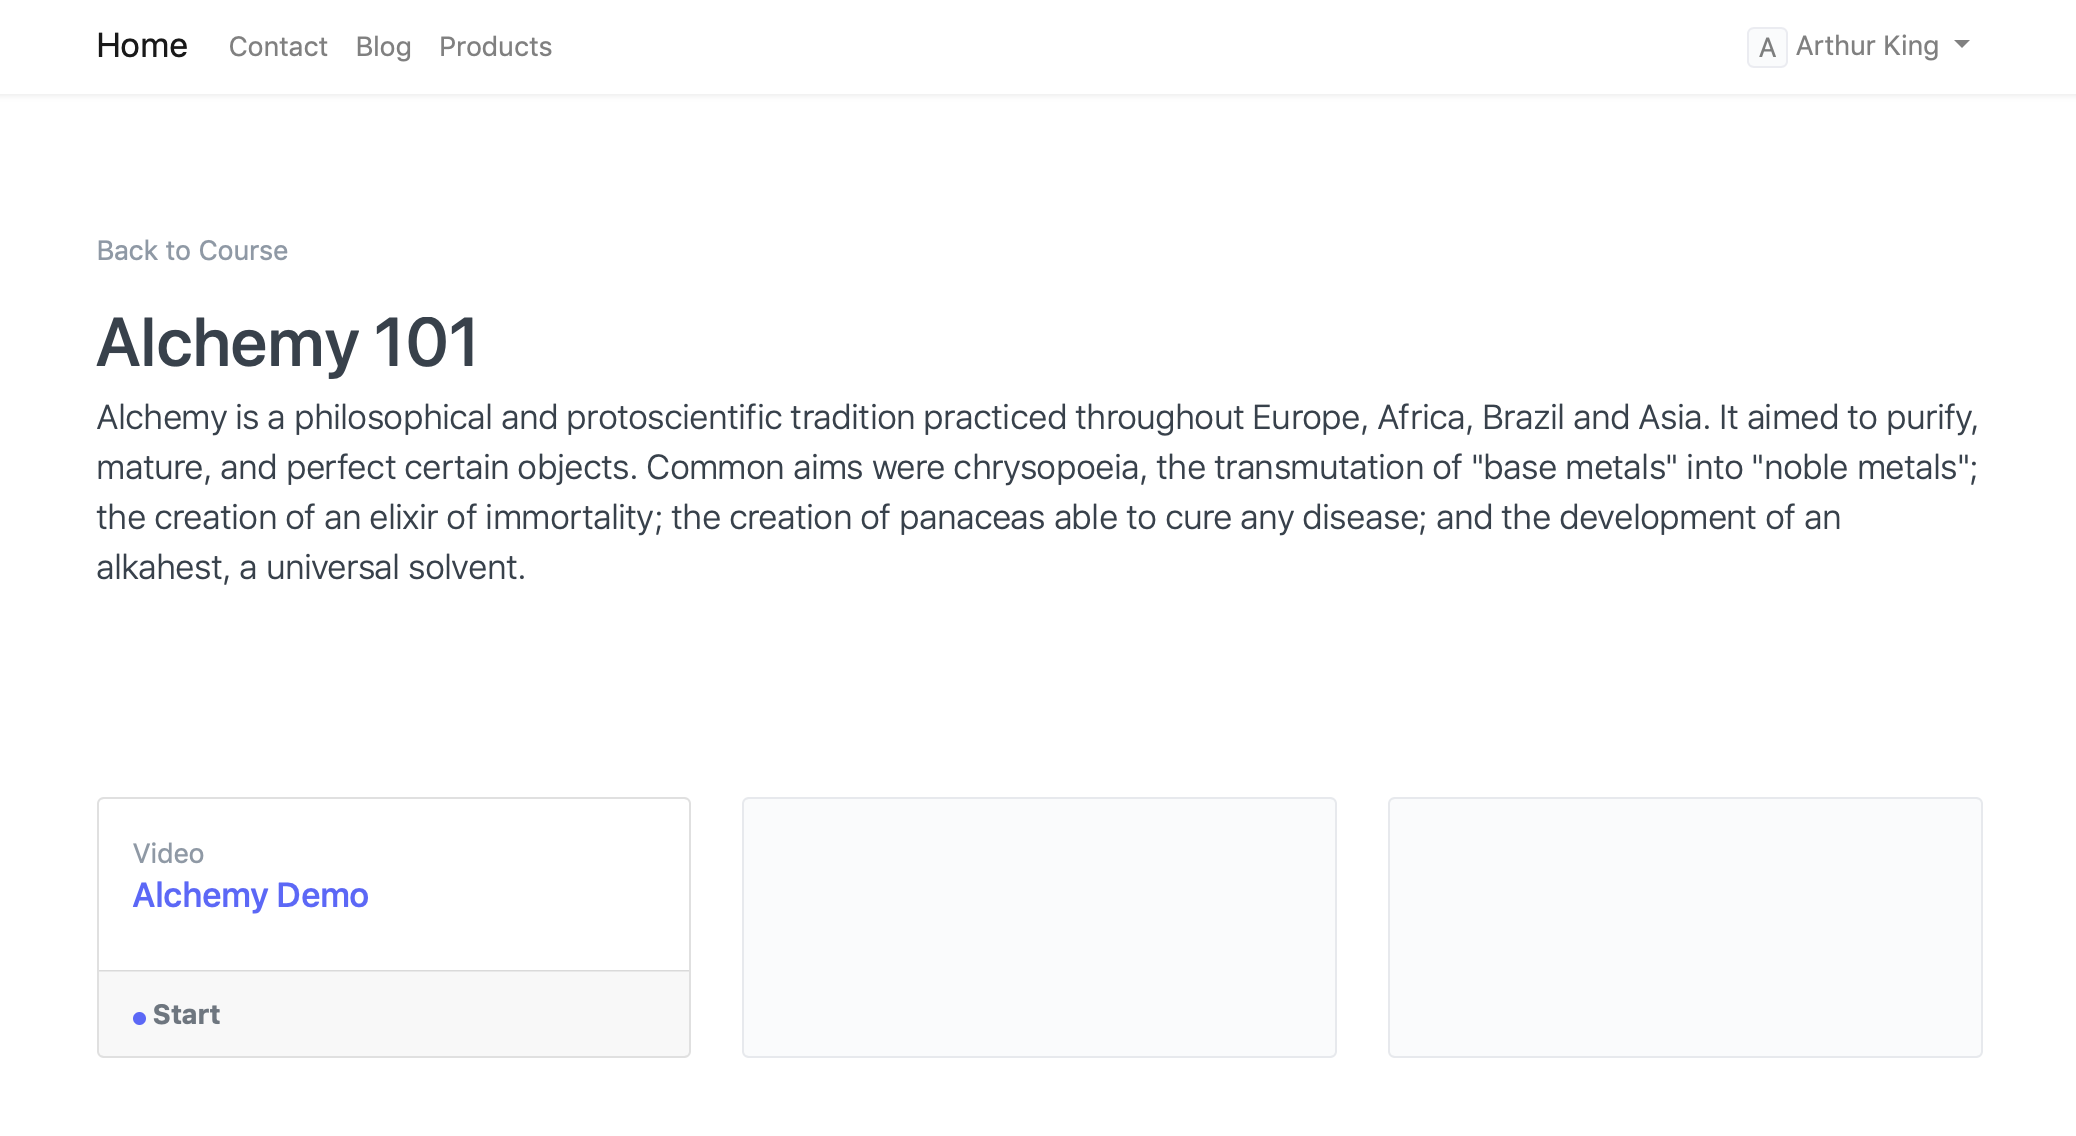 Home Contact Blog Products A Arthur King
Back to Course
Alchemy 101
Alchemy is a philosophical and protoscientific tradition practiced throughout Europe, Africa, Brazil and Asia. It aimed to purify,
mature, and perfect certain objects. Common aims were chrysopoeia, the transmutation of "base metals" into "noble metals";
the creation of an elixir of immortality; the creation of panaceas able to cure any disease; and the development of an
alkahest, a universal solvent.
Video
Alchemy Demo
Start